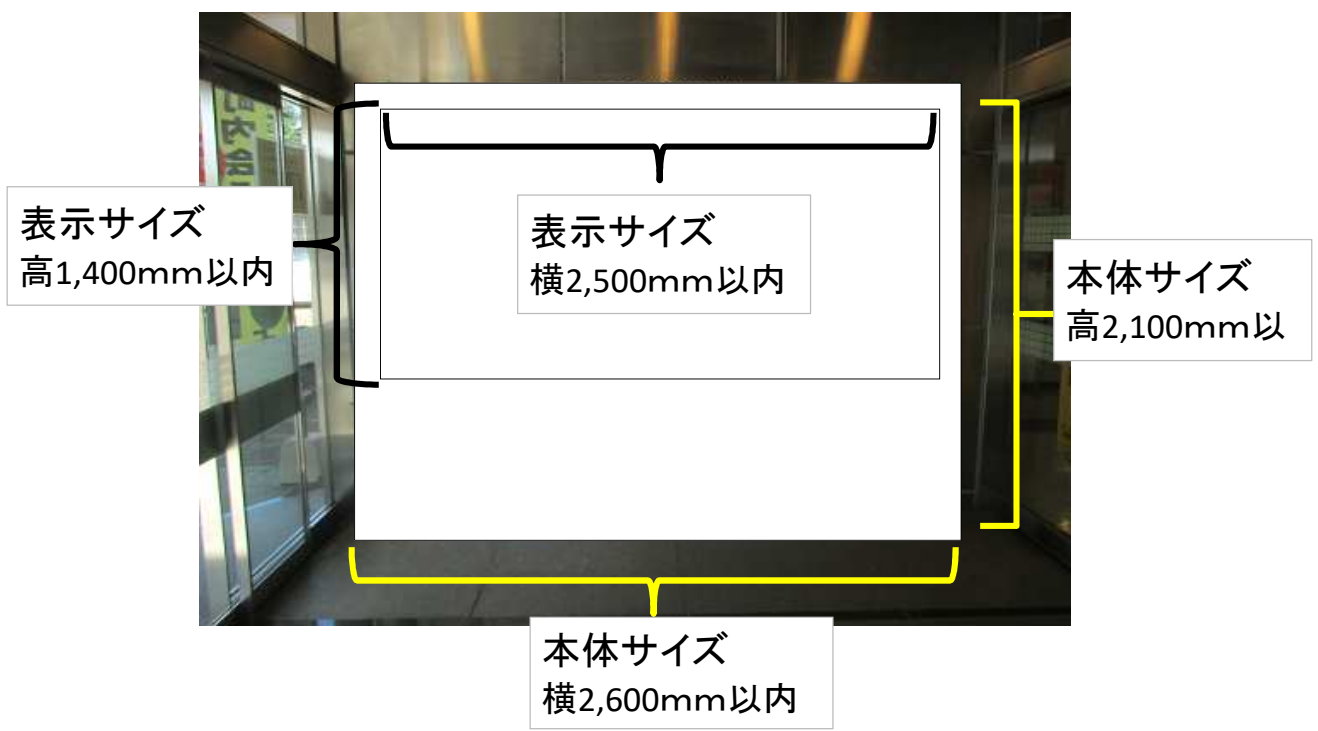 表示サイズ
高1,400mm以内
表示サイズ
横2,500mm以内
本体サイズ
高2,100mm以
本体サイズ
横2,600mm以内